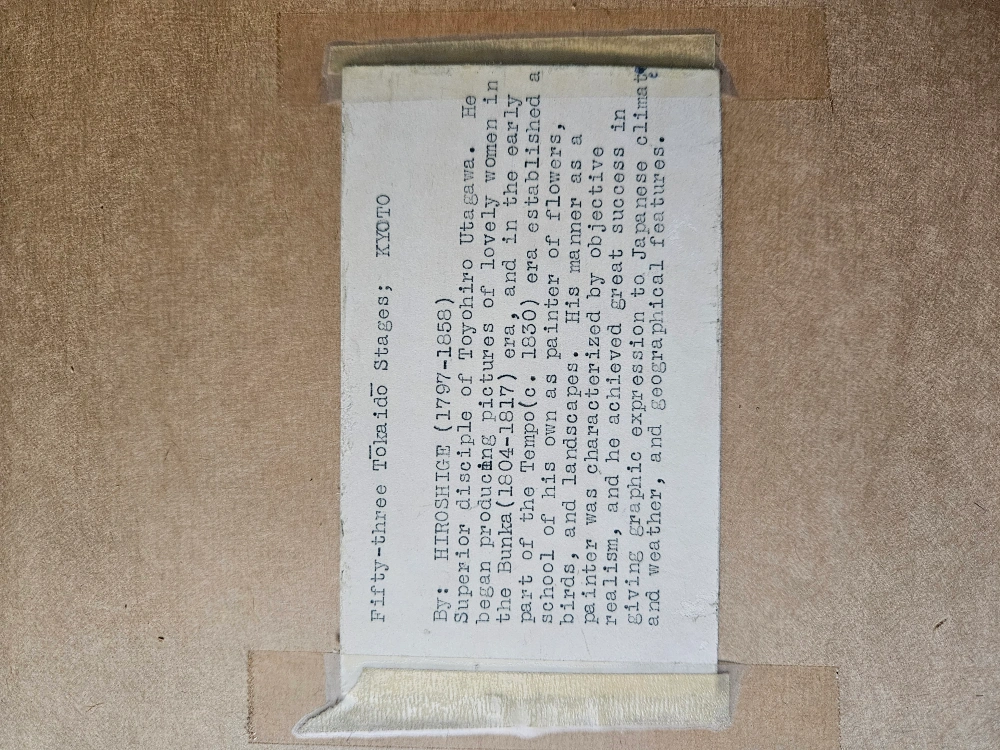 Fifty-three Tōkaidō Stages;  KYOTO
By:  HIROSHIGE (1797-1858)
Superior disciple of Toyohiro Utagawa.  He
began producing pictures of lovely women in
the Bunka(1804-1817) era, and in the early
part of the Tempo(c. 1830) era established a
school of his own as painter of flowers,
birds, and landscapes.  His manner as a
painter was characterized by objective
realism, and he achieved great success in
giving graphic expression to Japanese climate
and weather, and geographical features.